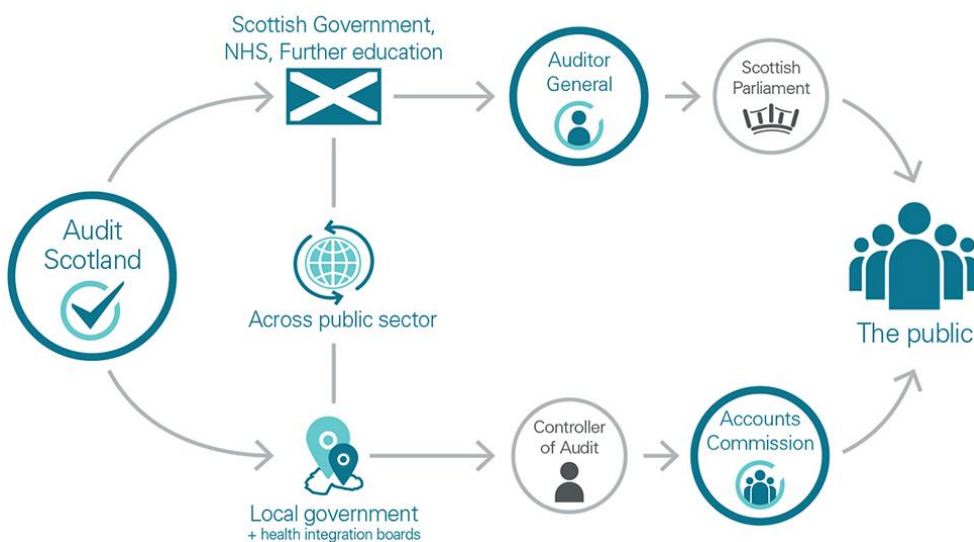 Scottish Government,
NHS, Further education
Auditor
General
Scottish
Parliament
Audit
Scotland
Across public sector
The public
Controller
of Audit
Accounts
Commission
Local government
+ health integration boards